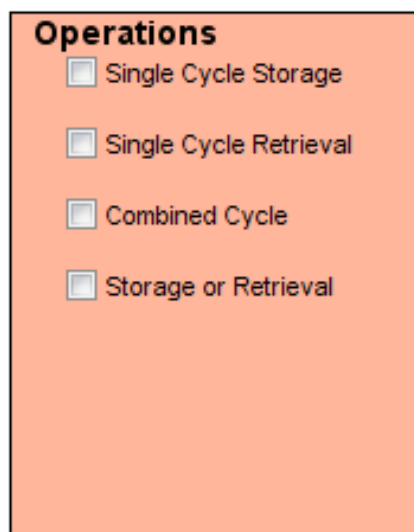 Operations
Single Cycle Storage
Single Cycle Retrieval
Combined Cycle
Storage or Retrieval